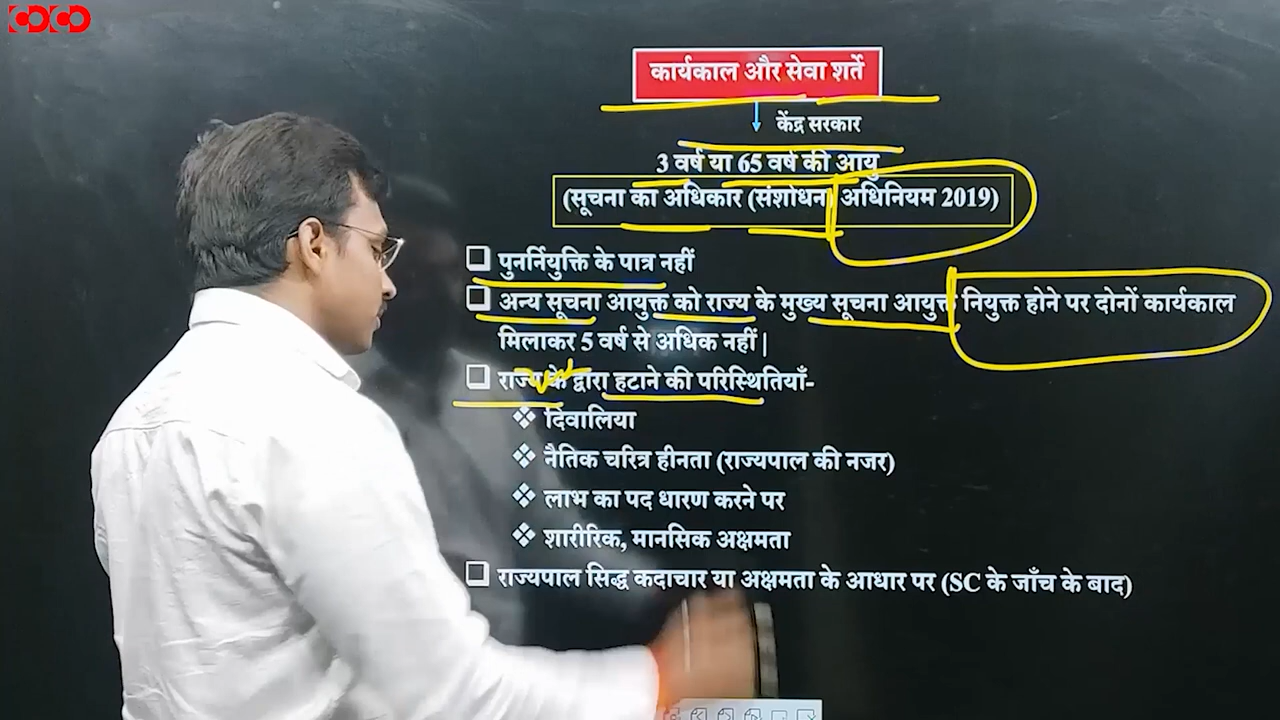 कार्यकाल और सेवा शर्ते
केंद्र सरकार
3 वर्ष या 65 वर्ष की आयु
(सूचना का अधिकार (संशोधन) अधिनियम 2019)
पुनर्नियुक्ति के पात्र नहीं
अन्य सूचना आयुक्त को राज्य के मुख्य सूचना आयुक्त नियुक्त होने पर दोनों कार्यकाल
मिलाकर 5 वर्ष से अधिक नहीं |
राज्य के द्वारा हटाने की परिस्थितियाँ-
दिवालिया
नैतिक चरित्र हीनता (राज्यपाल की नजर)
लाभ का पद धारण करने पर
शारीरिक, मानसिक अक्षमता
राज्यपाल सिद्ध कदाचार या अक्षमता के आधार पर (SC के जाँच के बाद)